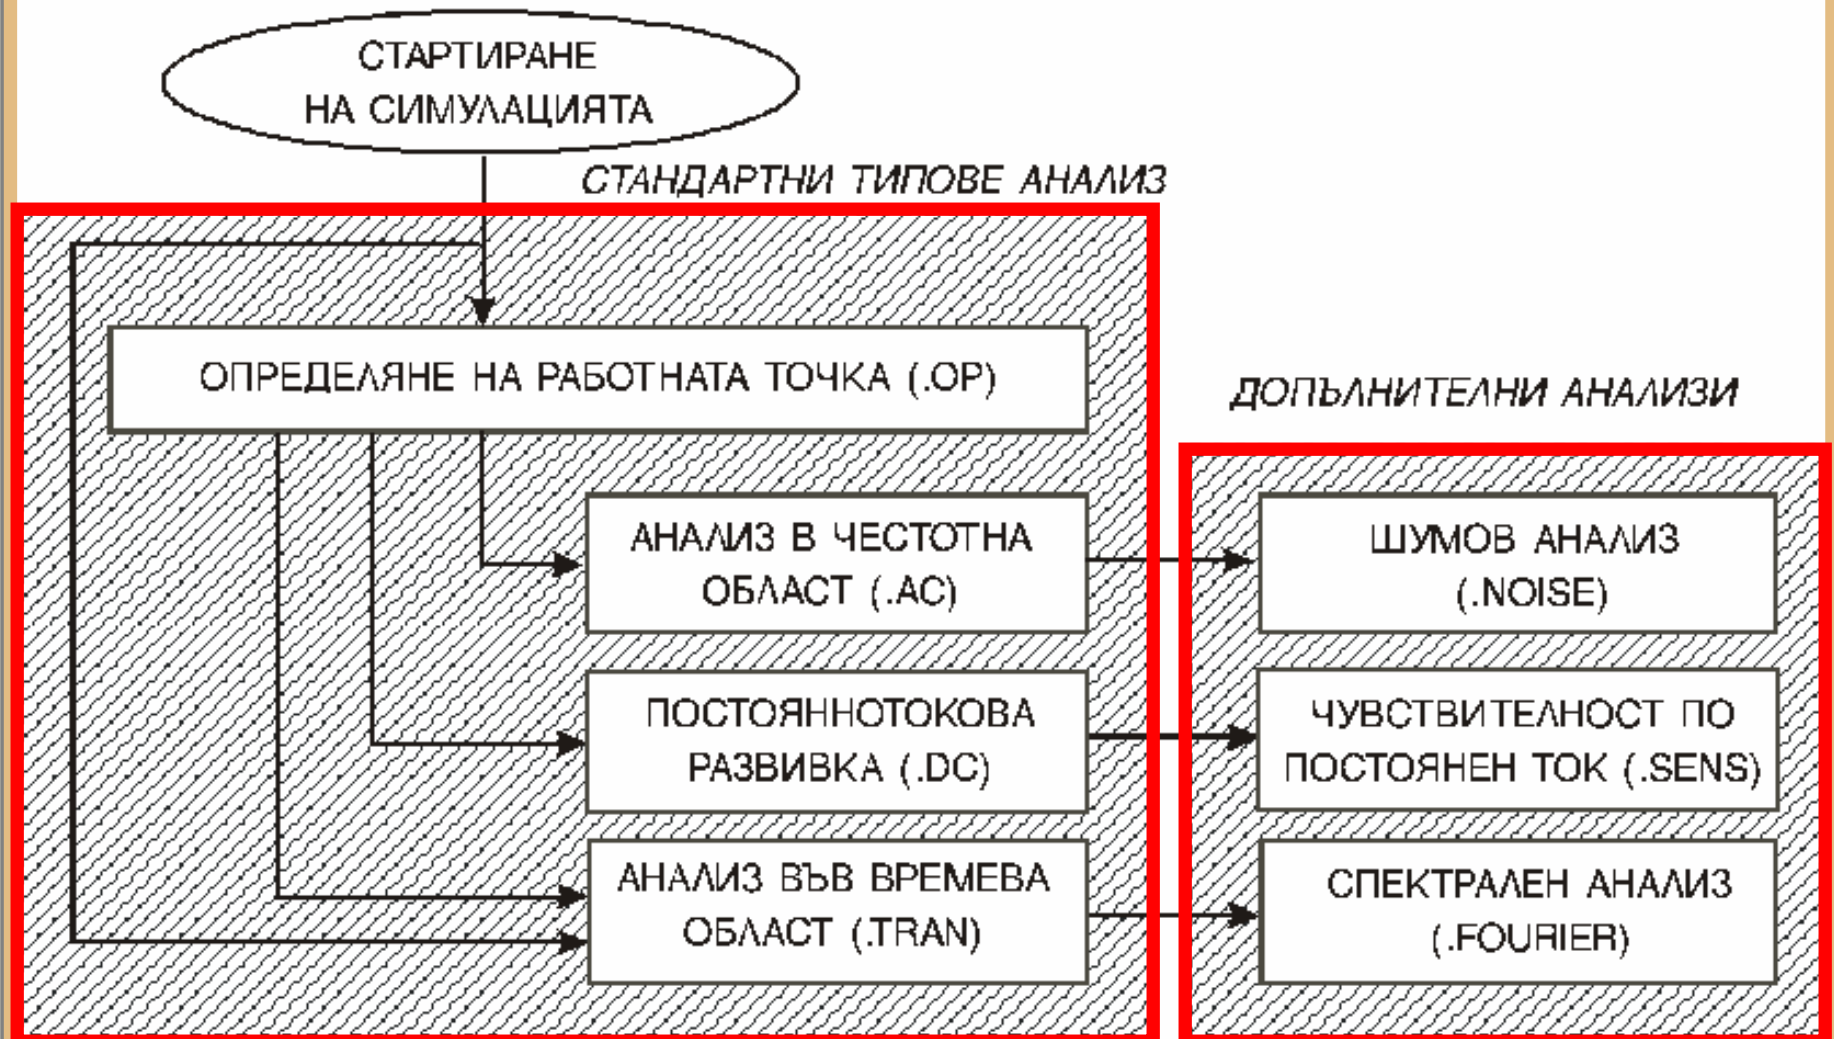 СТАРТИРАНЕ
НА СИМУЛАЦИЯТА
СТАНДАРТНИ ТИПОВЕ АНАЛИЗ
ОПРЕДЕЛЯНЕ НА РАБОТНАТА ТОЧКА (.OP)
ДОПЪЛНИТЕЛНИ АНАЛИЗИ
АНАЛИЗ В ЧЕСТОТНА
ОБЛАСТ (.AC)
ШУМОВ АНАЛИЗ
(.NOISE)
ПОСТОЯННОТОКОВА
РАЗВИВКА (.DC)
ЧУВСТВИТЕЛНОСТ ПО
ПОСТОЯНЕН ТОК (.SENS)
АНАЛИЗ ВЪВ ВРЕМЕВА
ОБЛАСТ (.TRAN)
СПЕКТРАЛЕН АНАЛИЗ
(.FOURIER)